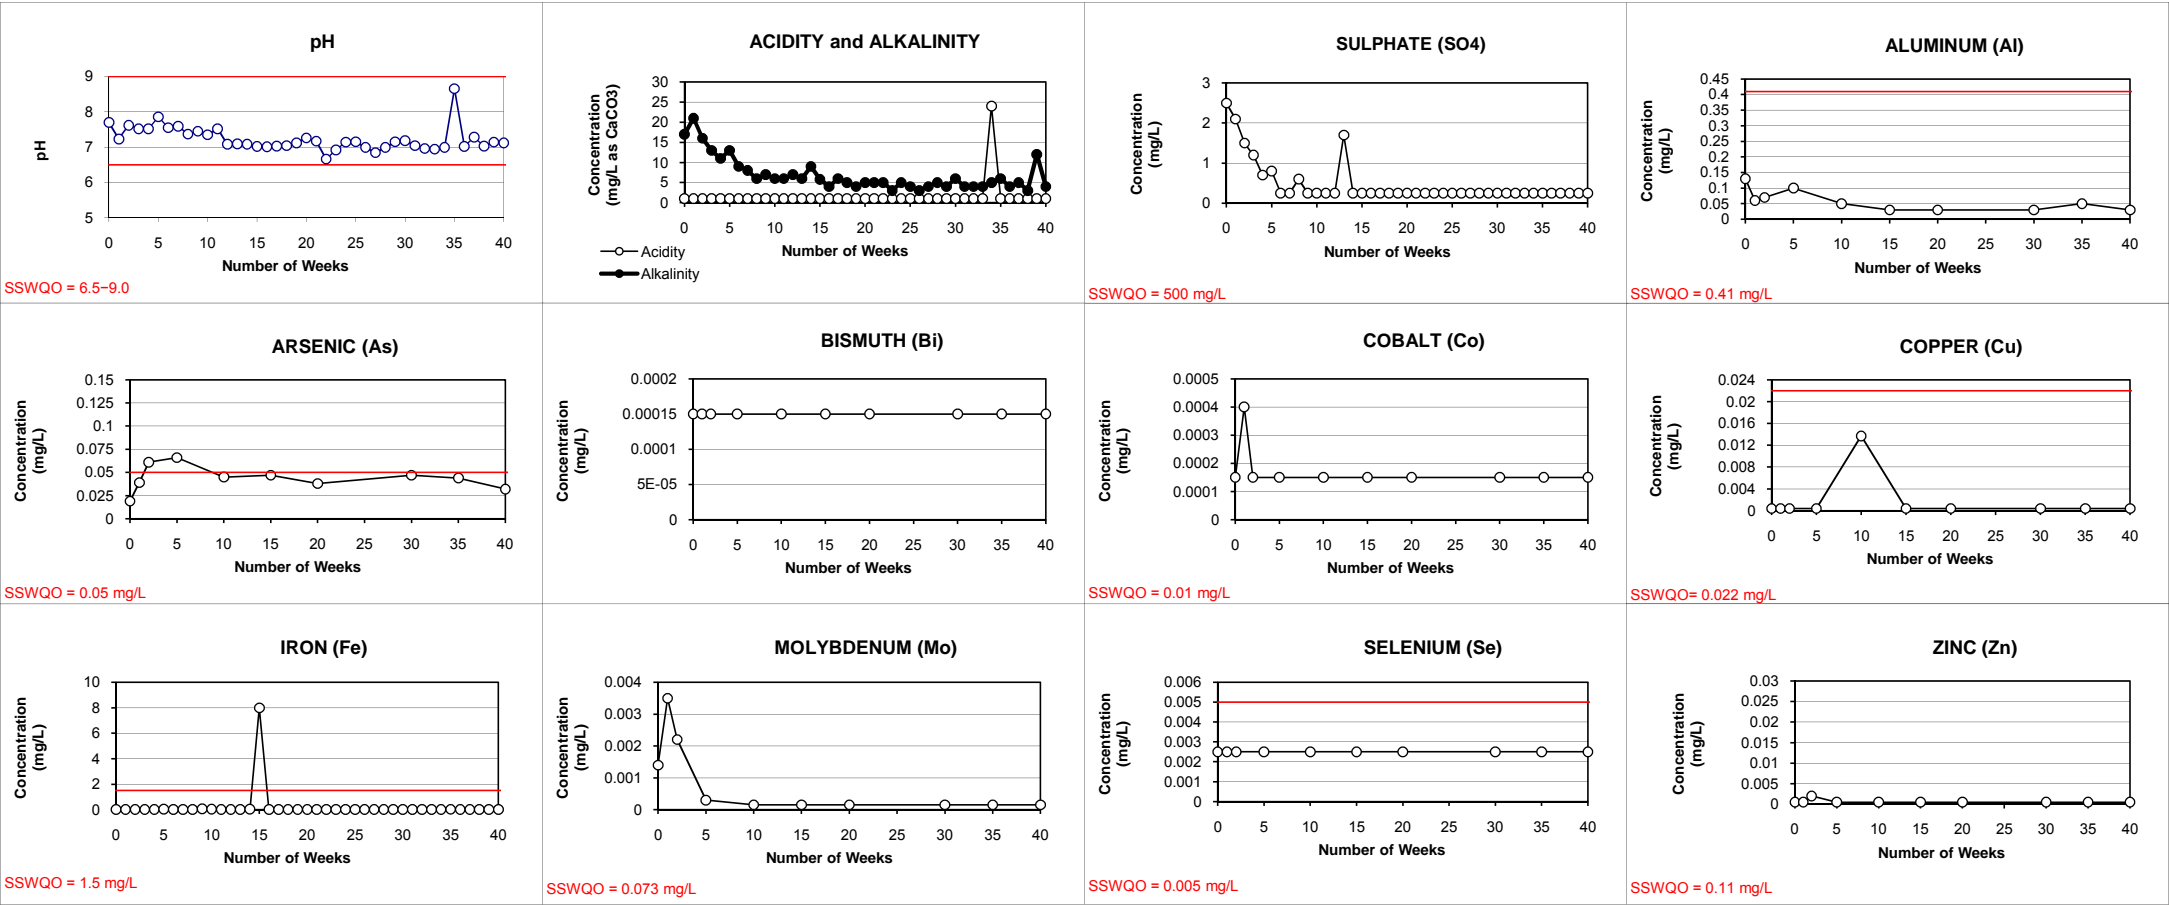 pH
pH
9
8
7
6
5
0 5 10 15 20 25 30 35 40
Number of Weeks
SSWQO = 6.5−9.0
ACIDITY and ALKALINITY
Concentration
(mg/L as CaCO3)
30
25
20
15
10
5
0
0 5 10 15 20 25 30 35 40
Number of Weeks
Acidity
Alkalinity
SULPHATE (SO4)
Concentration
(mg/L)
3
2
1
0
0 5 10 15 20 25 30 35 40
Number of Weeks
SSWQO = 500 mg/L
ALUMINUM (Al)
Concentration
(mg/L)
0.45
0.4
0.35
0.3
0.25
0.2
0.15
0.1
0.05
0
0 5 10 15 20 25 30 35 40
Number of Weeks
SSWQO = 0.41 mg/L
ARSENIC (As)
Concentration
(mg/L)
0.15
0.125
0.1
0.075
0.05
0.025
0
0 5 10 15 20 25 30 35 40
Number of Weeks
SSWQO = 0.05 mg/L
BISMUTH (Bi)
Concentration
(mg/L)
0.0002
0.00015
0.0001
5E-05
0
0 5 10 15 20 25 30 35 40
Number of Weeks
COBALT (Co)
Concentration
(mg/L)
0.0005
0.0004
0.0003
0.0002
0.0001
0
0 5 10 15 20 25 30 35 40
Number of Weeks
SSWQO = 0.01 mg/L
COPPER (Cu)
Concentration
(mg/L)
0.024
0.02
0.016
0.012
0.008
0.004
0
0 5 10 15 20 25 30 35 40
Number of Weeks
SSWQO= 0.022 mg/L
IRON (Fe)
Concentration
(mg/L)
10
8
6
4
2
0
0 5 10 15 20 25 30 35 40
Number of Weeks
SSWQO = 1.5 mg/L
MOLYBDENUM (Mo)
Concentration
(mg/L)
0.004
0.003
0.002
0.001
0
0 5 10 15 20 25 30 35 40
Number of Weeks
SSWQO = 0.073 mg/L
SELENIUM (Se)
Concentration
(mg/L)
0.006
0.005
0.004
0.003
0.002
0.001
0
0 5 10 15 20 25 30 35 40
Number of Weeks
SSWQO = 0.005 mg/L
ZINC (Zn)
Concentration
(mg/L)
0.03
0.025
0.02
0.015
0.01
0.005
0
0 5 10 15 20 25 30 35 40
Number of Weeks
SSWQO = 0.11 mg/L